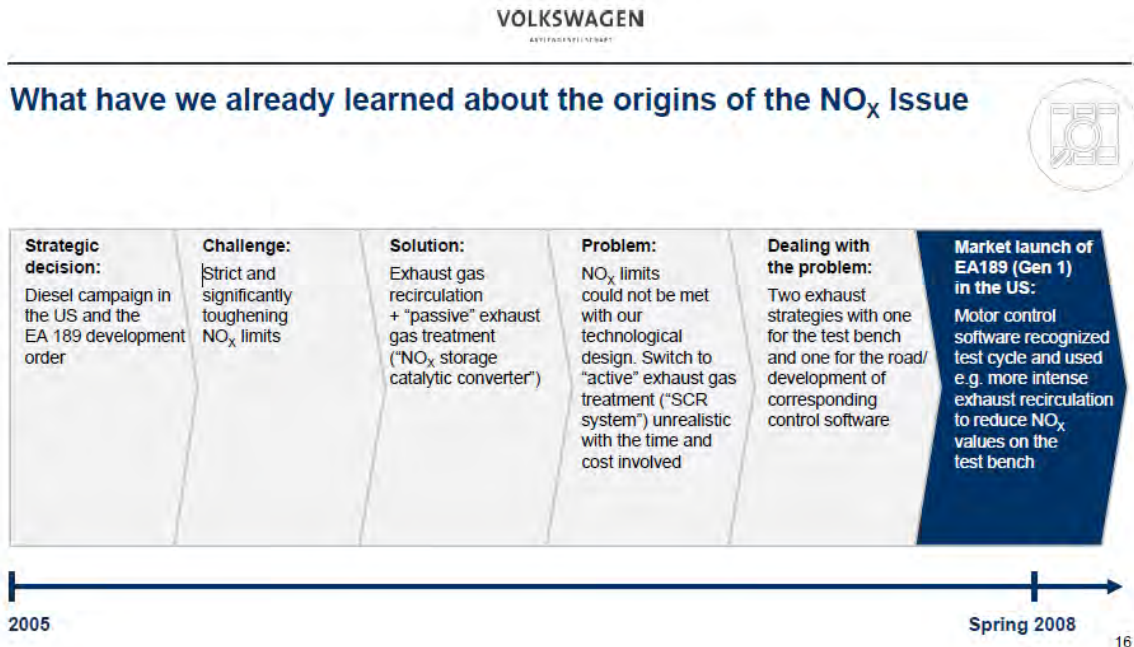 VOLKSWAGEN
AKTIENGESELLSCHAFT
What have we already learned about the origins of the NOX Issue
Strategic
decision:
Diesel campaign in
the US and the
EA 189 development
order
Challenge:
Strict and
significantly
toughening
NOX limits
Solution:
Exhaust gas
recirculation
+ “passive” exhaust
gas treatment
(“NOX storage
catalytic converter”)
Problem:
NOX limits
could not be met
with our
technological
design. Switch to
“active” exhaust gas
treatment (“SCR
system”) unrealistic
with the time and
cost involved
Dealing with
the problem:
Two exhaust
strategies with one
for the test bench
and one for the road/
development of
corresponding
control software
Market launch of
EA189 (Gen 1)
in the US:
Motor control
software recognized
test cycle and used
e.g. more intense
exhaust recirculation
to reduce NOX
values on the
test bench
2005
Spring 2008
16